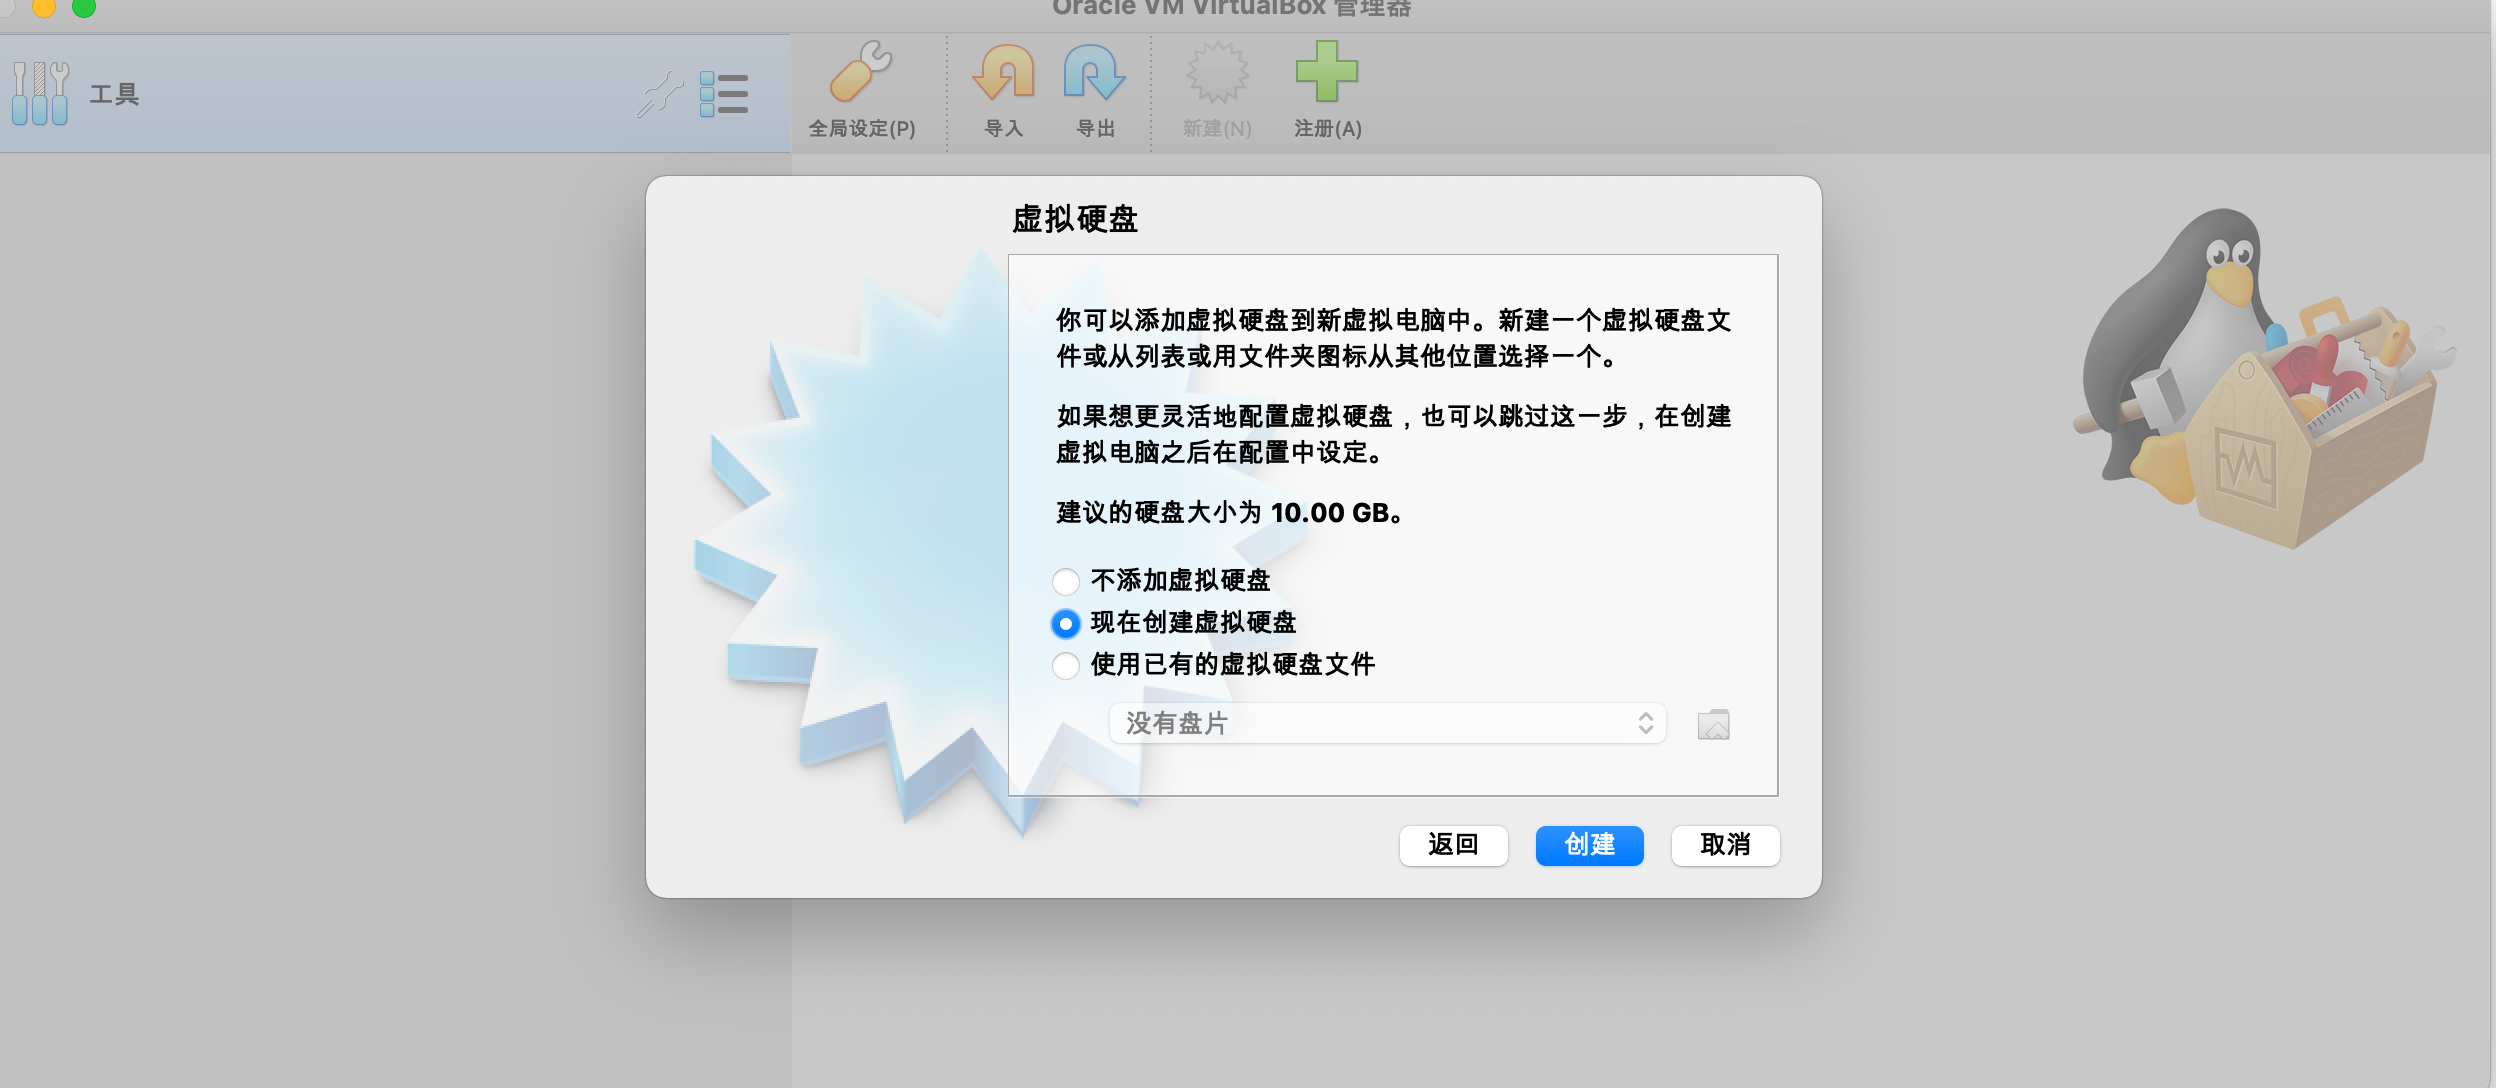 Oracle VM VirtualBox 管理器
工具
全局设定(P)
导入
导出
新建(N)
注册(A)
虚拟硬盘
你可以添加虚拟硬盘到新虚拟电脑中。新建一个虚拟硬盘文
件或从列表或用文件夹图标从其他位置选择一个。
如果想更灵活地配置虚拟硬盘，也可以跳过这一步，在创建
虚拟电脑之后在配置中设定。
建议的硬盘大小为 10.00 GB。
不添加虚拟硬盘
现在创建虚拟硬盘
使用已有的虚拟硬盘文件
没有盘片
返回
创建
取消